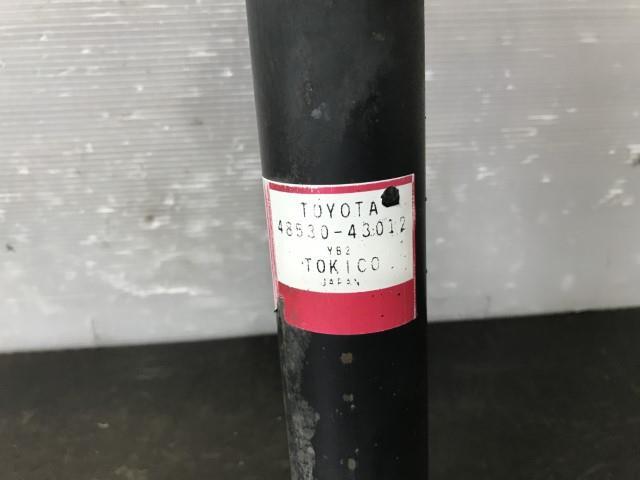 TOYOTA
48530-43012
YB2
TOKICO
JAPAN